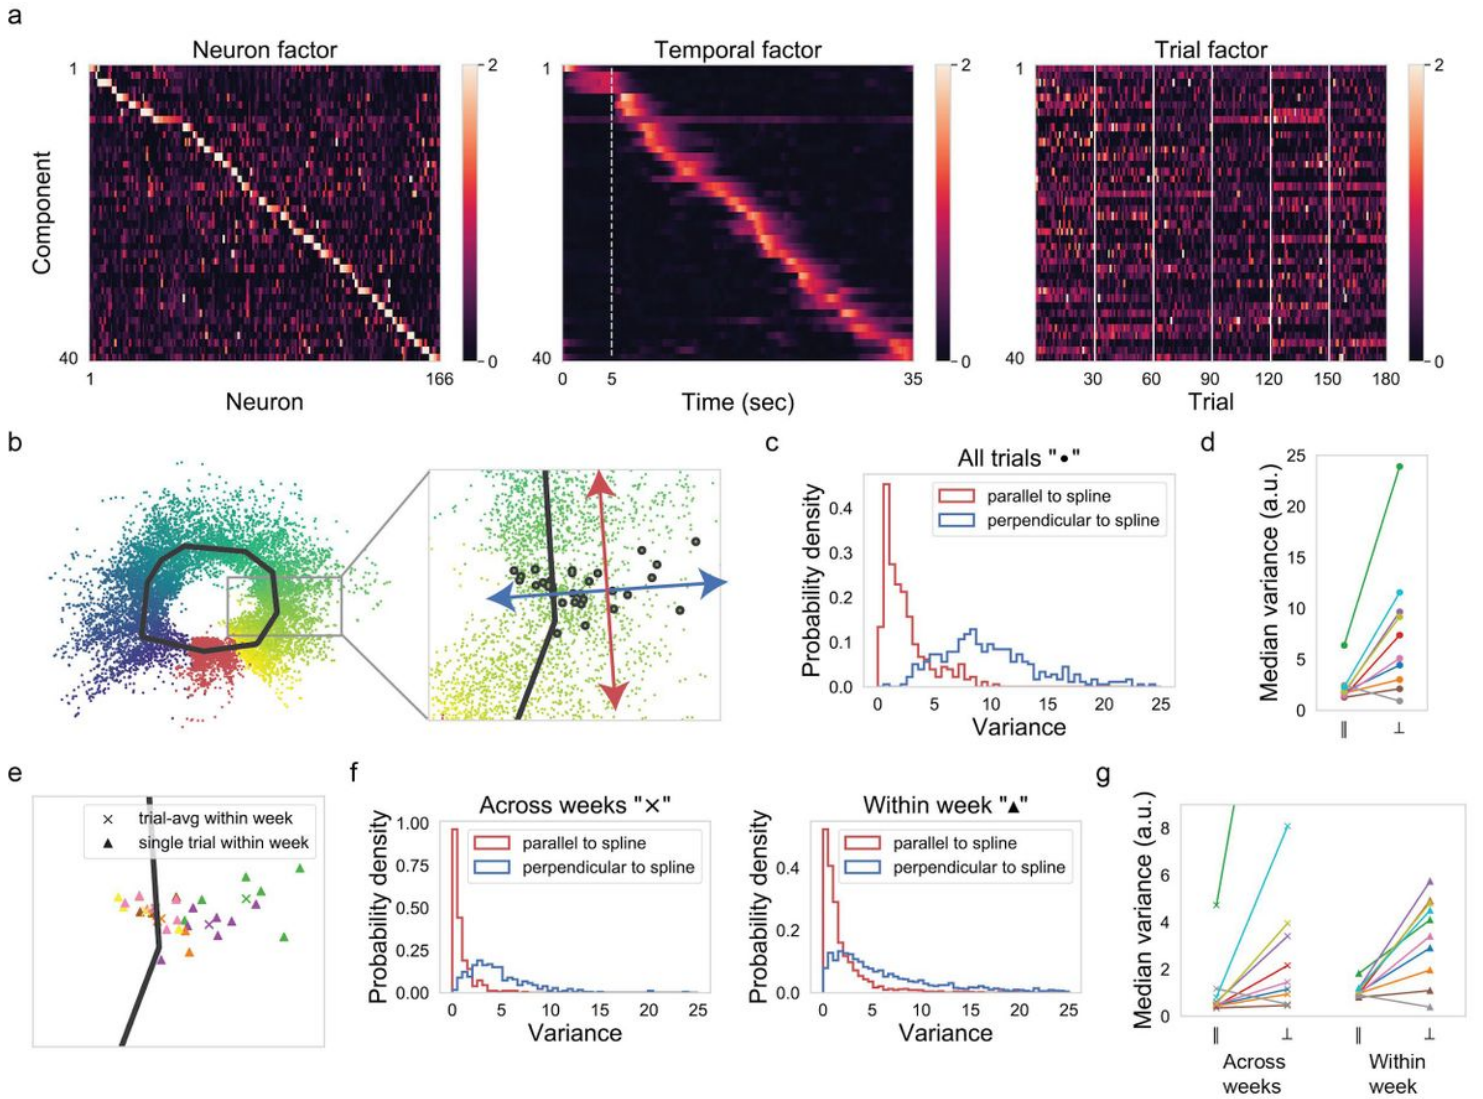 a
Neuron factor
Temporal factor
Trial factor
1
2
2
1
2
Component
40
0
40
0
40
0
1
166
0
5
35
30
60
90
120
150
180
Neuron
Time (sec)
Trial
b
c
All trials "•"
Probability density
0.4
0.3
0.2
0.1
0.0
parallel to spline
perpendicular to spline
0
5
10
15
20
25
Variance
d
Median variance (a.u.)
25
20
15
10
5
0
∥
⊥
e
trial-avg within week
single trial within week
f
Across weeks "×"
Probability density
1.00
0.75
0.50
0.25
0.00
parallel to spline
perpendicular to spline
0
5
10
15
20
25
Variance
Within week "▲"
Probability density
0.4
0.2
0.0
parallel to spline
perpendicular to spline
0
5
10
15
20
25
Variance
g
Median variance (a.u.)
8
6
4
2
0
∥
⊥
∥
⊥
Across
weeks
Within
week